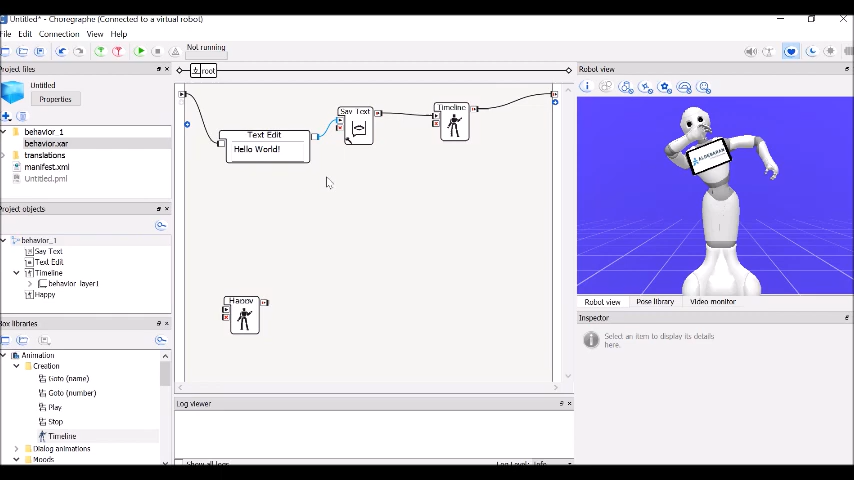 Untitled* - Choregraphe (Connected to a virtual robot)
File Edit Connection View Help
Not running
Project files
root
Robot view
Untitled
Properties
behavior_1
behavior.xar
translations
manifest.xml
Untitled.pml
Text Edit
Hello World!
Say Text
Timeline
ALDEBARAN
Project objects
behavior_1
Say Text
Text Edit
Timeline
behavior_layer1
Happy
Happy
Robot view Pose library Video monitor
Inspector
Select an item to display its details
here.
Box libraries
Animation
Creation
Goto (name)
Goto (number)
Play
Stop
Timeline
Dialog animations
Moods
Log viewer
Show all logs
Log Level: Info